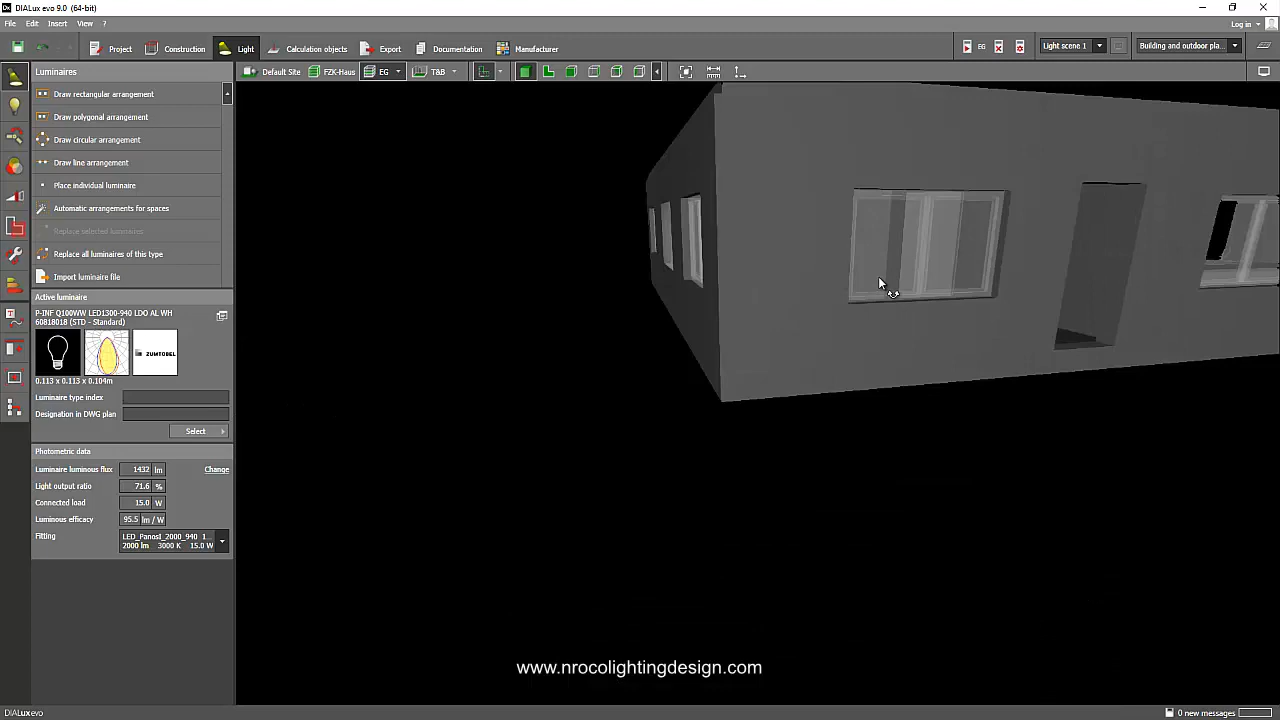 DIALux evo 9.0 (64-bit)
File Edit Insert View ?
Log in
Project Construction Light Calculation objects Export Documentation Manufacturer
EG Light scene 1 Building and outdoor pla...
Luminaires
Default Site FZK-Haus EG T&B
Draw rectangular arrangement
Draw polygonal arrangement
Draw circular arrangement
Draw line arrangement
Place individual luminaire
Automatic arrangements for spaces
Replace selected luminaires
Replace all luminaires of this type
Import luminaire file
Active luminaire
P-INF Q100WW LED1300-940 LDO AL WH
60818018 (STD - Standard)
ZUMTOBEL
0.113 x 0.113 x 0.104m
Luminaire type index
Designation in DWG plan
Select
Photometric data
Luminaire luminous flux 1432 lm Change
Light output ratio 71.6 %
Connected load 15.0 W
Luminous efficacy 95.5 lm / W
Fitting LED_PanosI_2000_940_1...
2000 lm 3000 K 15.0 W
www.nrocolightingdesign.com
DIALux evo
0 new messages